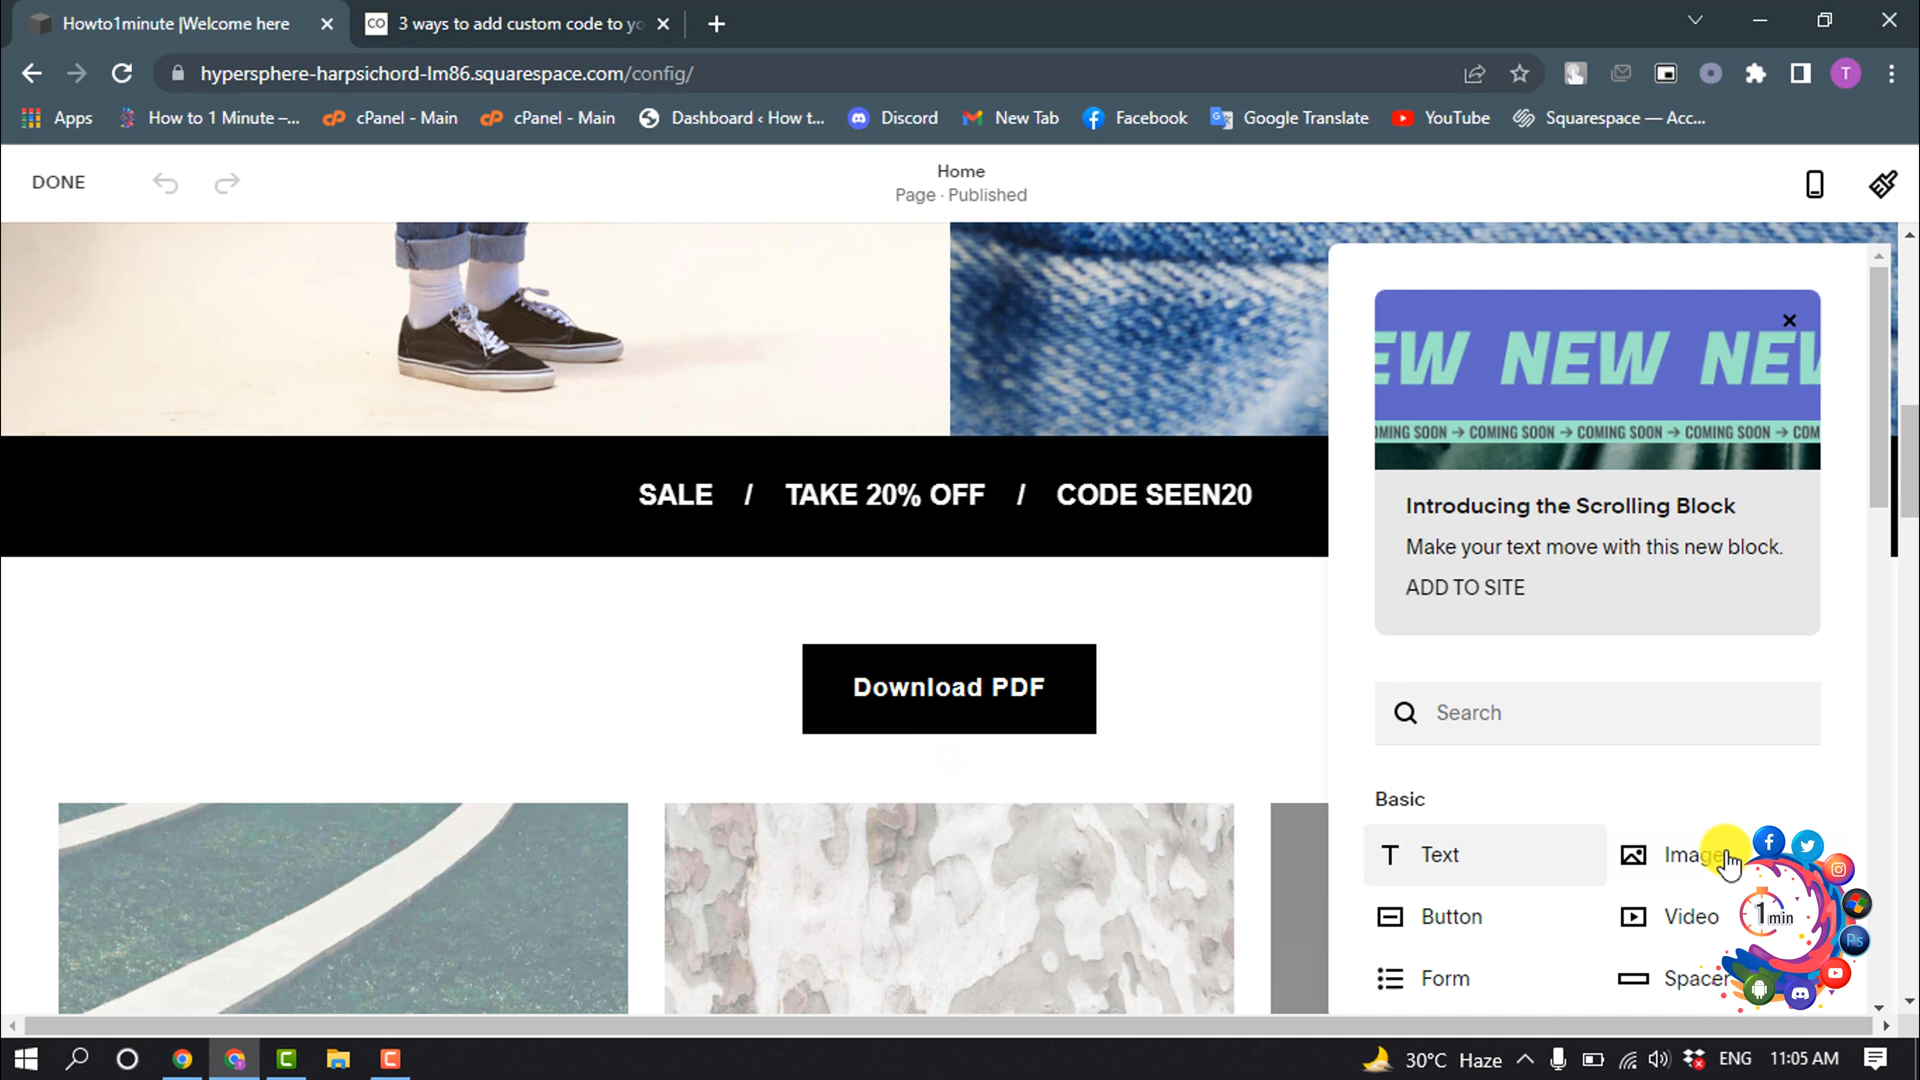 Howto1minute |Welcome here
CO 3 ways to add custom code to yo
hypersphere-harpsichord-lm86.squarespace.com/config/
T
Apps How to 1 Minute –... cPanel - Main cPanel - Main Dashboard ‹ How t... Discord New Tab Facebook Google Translate YouTube Squarespace — Acc...
DONE
Home
Page · Published
EW NEW NEV
OMING SOON → COMING SOON → COMING SOON → COMING SOON → COM
SALE / TAKE 20% OFF / CODE SEEN20
Introducing the Scrolling Block
Make your text move with this new block.
ADD TO SITE
Download PDF
Search
Basic
Text Image
Button Video
Form Spacer
1 min
Ps
30°C Haze ENG 11:05 AM